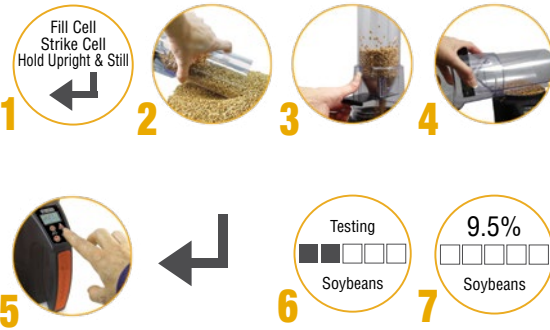 Fill Cell
Strike Cell
Hold Upright & Still
1
2
3
4
5
Testing
Soybeans
6
9.5%
Soybeans
7